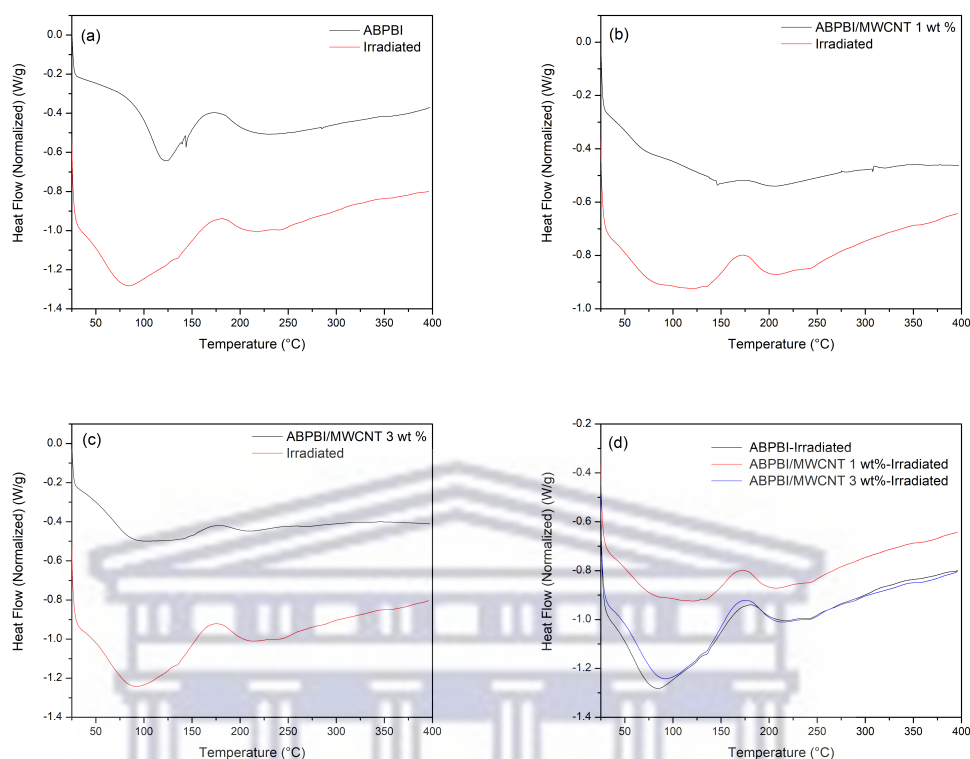 (a)
ABPBI
Irradiated
0.0
-0.2
-0.4
-0.6
-0.8
-1.0
-1.2
-1.4
Heat Flow (Normalized) (W/g)
50 100 150 200 250 300 350 400
Temperature (°C)
(b)
ABPBI/MWCNT 1 wt %
Irradiated
0.0
-0.2
-0.4
-0.6
-0.8
-1.0
Heat Flow (Normalized) (W/g)
50 100 150 200 250 300 350 400
Temperature (°C)
(c)
ABPBI/MWCNT 3 wt %
Irradiated
0.0
-0.2
-0.4
-0.6
-0.8
-1.0
-1.2
-1.4
Heat Flow (Normalized) (W/g)
50 100 150 200 250 300 350 400
Temperature (°C)
(d)
ABPBI-Irradiated
ABPBI/MWCNT 1 wt%-Irradiated
ABPBI/MWCNT 3 wt%-Irradiated
-0.2
-0.4
-0.6
-0.8
-1.0
-1.2
-1.4
Heat Flow (Normalized) (W/g)
50 100 150 200 250 300 350 400
Temperature (°C)